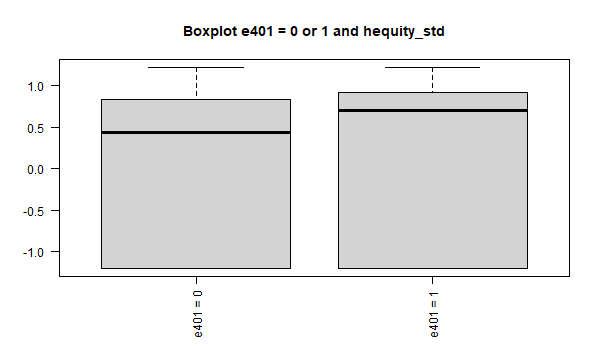 Boxplot e401 = 0 or 1 and hequity_std
1.0
0.5
0.0
-0.5
-1.0
e401 = 0
e401 = 1